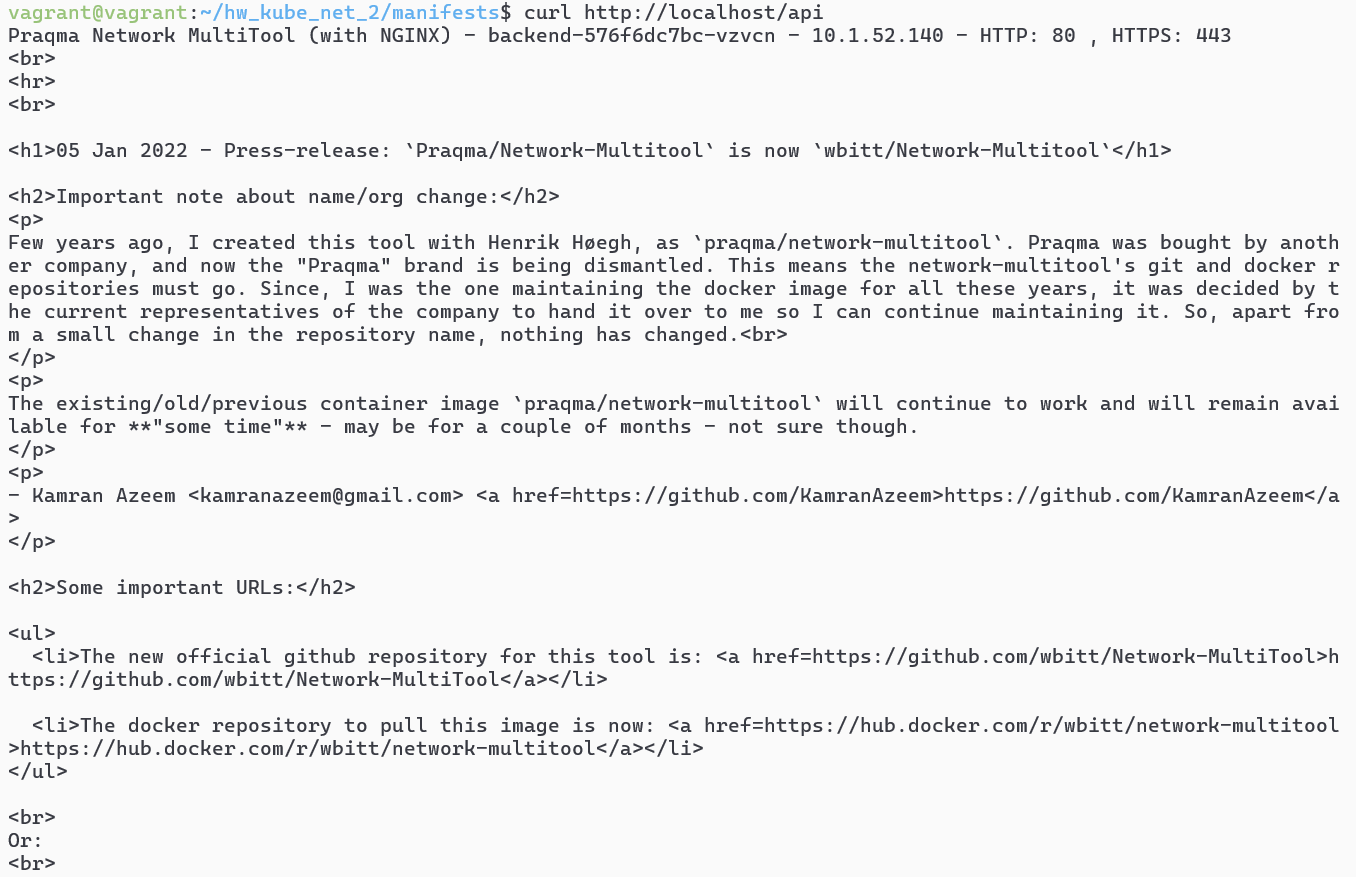 vagrant@vagrant:~/hw_kube_net_2/manifests$ curl http://localhost/api
Praqma Network MultiTool (with NGINX) - backend-576f6dc7bc-vzvcn - 10.1.52.140 - HTTP: 80 , HTTPS: 443
<br>
<hr>
<br>

<h1>05 Jan 2022 - Press-release: `Praqma/Network-Multitool` is now `wbitt/Network-Multitool`</h1>

<h2>Important note about name/org change:</h2>
<p>
Few years ago, I created this tool with Henrik Høegh, as `praqma/network-multitool`. Praqma was bought by anoth
er company, and now the "Praqma" brand is being dismantled. This means the network-multitool's git and docker r
epositories must go. Since, I was the one maintaining the docker image for all these years, it was decided by t
he current representatives of the company to hand it over to me so I can continue maintaining it. So, apart fro
m a small change in the repository name, nothing has changed.<br>
</p>
<p>
The existing/old/previous container image `praqma/network-multitool` will continue to work and will remain avai
lable for **"some time"** - may be for a couple of months - not sure though.
</p>
<p>
- Kamran Azeem <kamranazeem@gmail.com> <a href=https://github.com/KamranAzeem>https://github.com/KamranAzeem</a
>
</p>

<h2>Some important URLs:</h2>

<ul>
  <li>The new official github repository for this tool is: <a href=https://github.com/wbitt/Network-MultiTool>h
ttps://github.com/wbitt/Network-MultiTool</a></li>

  <li>The docker repository to pull this image is now: <a href=https://hub.docker.com/r/wbitt/network-multitool
>https://hub.docker.com/r/wbitt/network-multitool</a></li>
</ul>

<br>
Or:
<br>